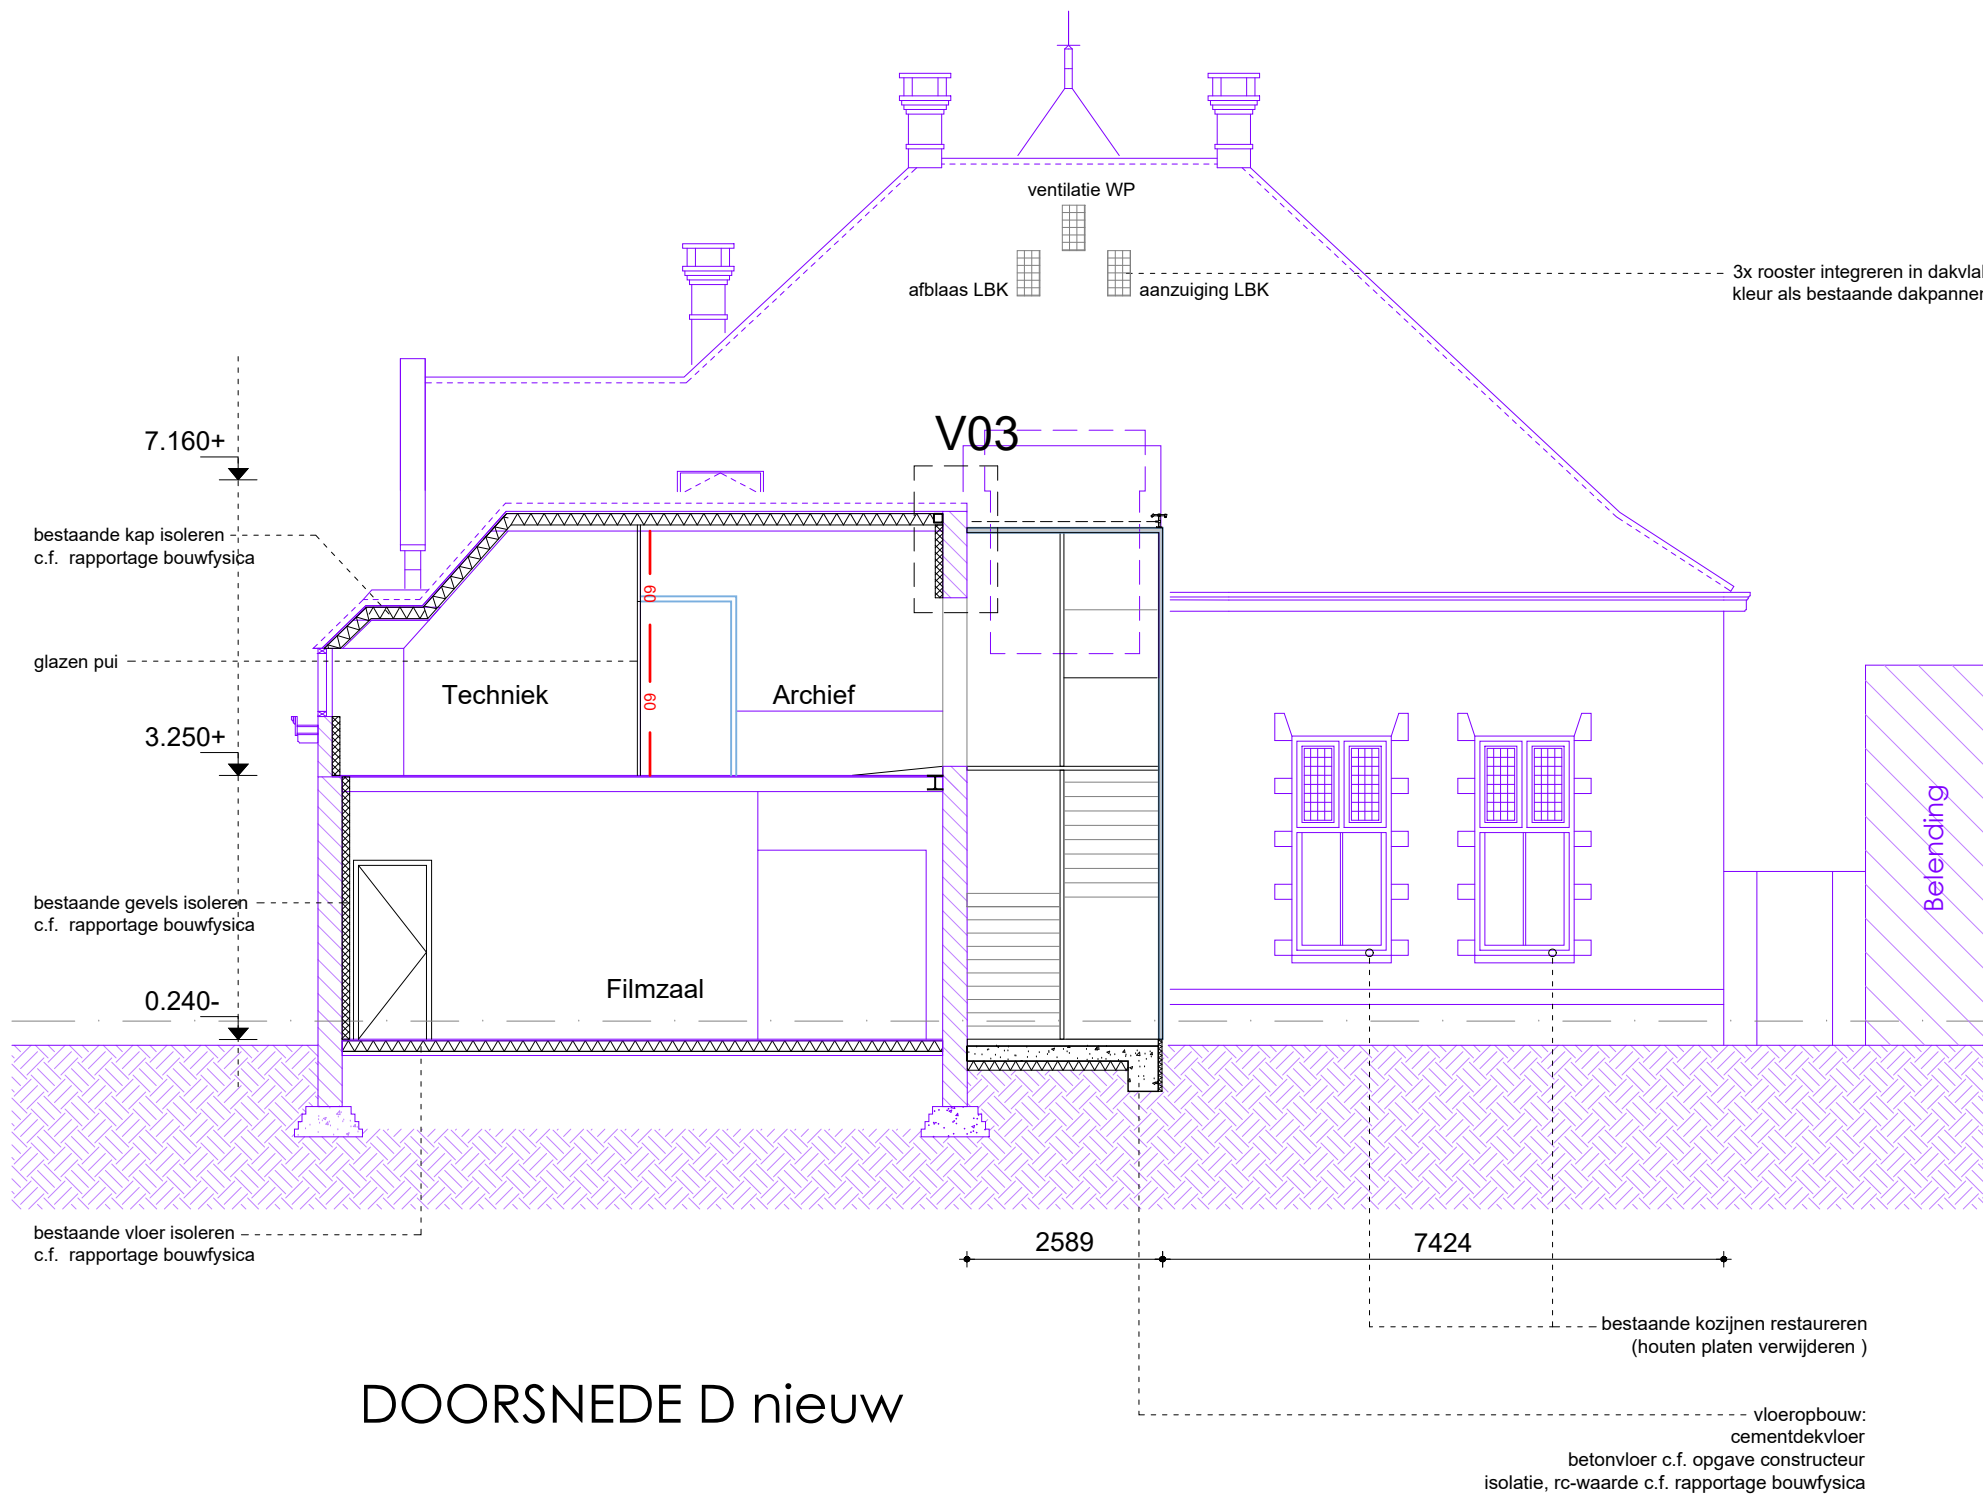 ventilatie WP
afblaas LBK
aanzuiging LBK
3x rooster integreren in dakvlak
kleur als bestaande dakpannen
V03
7.160+
bestaande kap isoleren
c.f. rapportage bouwfysica
60
glazen pui
Techniek
60
Archief
3.250+
Belending
bestaande gevels isoleren
c.f. rapportage bouwfysica
Filmzaal
0.240-
bestaande vloer isoleren
c.f. rapportage bouwfysica
2589
7424
bestaande kozijnen restaureren
(houten platen verwijderen )
DOORSNEDE D nieuw
vloeropbouw:
cementdekvloer
betonvloer c.f. opgave constructeur
isolatie, rc-waarde c.f. rapportage bouwfysica